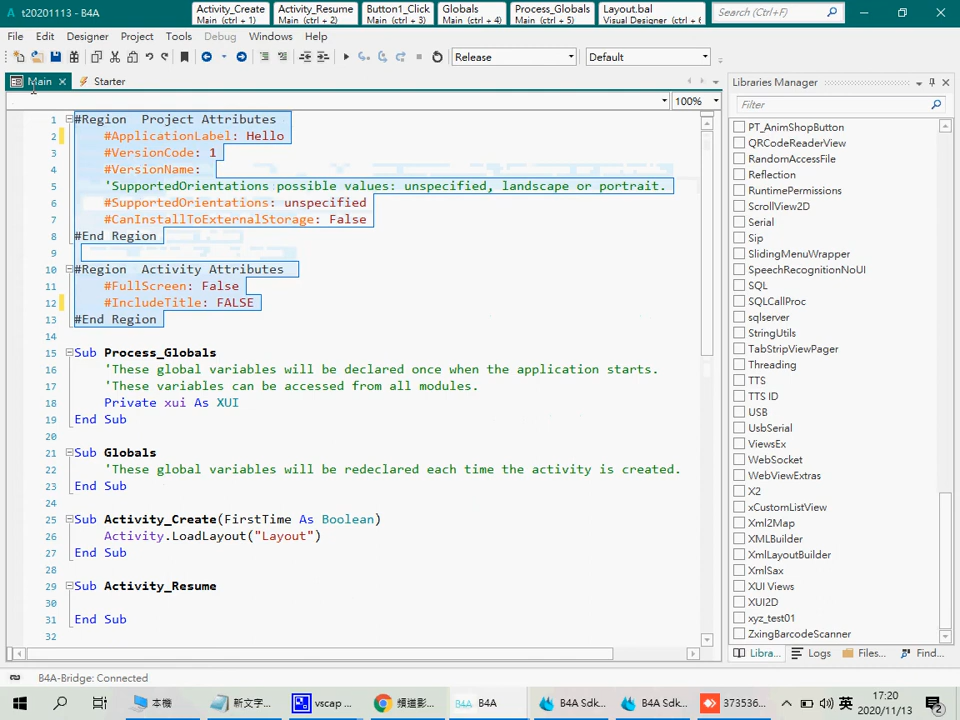 t20201113 - B4A
Activity_Create
Main (ctrl + 1)
Activity_Resume
Main (ctrl + 2)
Button1_Click
Main (ctrl + 3)
Globals
Main (ctrl + 4)
Process_Globals
Main (ctrl + 5)
Layout.bal
Visual Designer (ctrl + 6
Search (Ctrl+F)
File Edit Designer Project Tools Debug Windows Help
Release Default
Main Starter
100%
1 #Region Project Attributes
2 #ApplicationLabel: Hello
3 #VersionCode: 1
4 #VersionName:
5 'SupportedOrientations possible values: unspecified, landscape or portrait.
6 #SupportedOrientations: unspecified
7 #CanInstallToExternalStorage: False
8 #End Region
9
10 #Region Activity Attributes
11 #FullScreen: False
12 #IncludeTitle: FALSE
13 #End Region
14
15 Sub Process_Globals
16 'These global variables will be declared once when the application starts.
17 'These variables can be accessed from all modules.
18 Private xui As XUI
19 End Sub
20
21 Sub Globals
22 'These global variables will be redeclared each time the activity is created.
23 End Sub
24
25 Sub Activity_Create(FirstTime As Boolean)
26 Activity.LoadLayout("Layout")
27 End Sub
28
29 Sub Activity_Resume
30
31 End Sub
32
Libraries Manager
Filter
PT_AnimShopButton
QRCodeReaderView
RandomAccessFile
Reflection
RuntimePermissions
ScrollView2D
Serial
Sip
SlidingMenuWrapper
SpeechRecognitionNoUI
SQL
SQLCallProc
sqlserver
StringUtils
TabStripViewPager
Threading
TTS
TTS ID
USB
UsbSerial
ViewsEx
WebSocket
WebViewExtras
X2
xCustomListView
Xml2Map
XMLBuilder
XmlLayoutBuilder
XmlSax
XUI Views
XUI2D
xyz_test01
ZxingBarcodeScanner
Libra... Logs Files... Find...
B4A-Bridge: Connected
本機 新文字... vscap ... 頻道影... B4A B4A Sdk... B4A Sdk... 373536...
英
17:20
2020/11/13
2